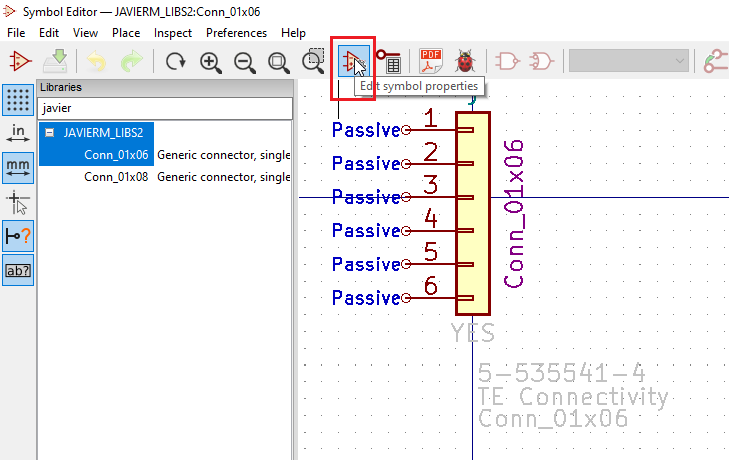 Symbol Editor — JAVIERM_LIBS2:Conn_01x06
File Edit View Place Inspect Preferences Help
PDF
Edit symbol properties
in
mm
ab?
Libraries
javier
JAVIERM_LIBS2
Conn_01x06 Generic connector, single
Conn_01x08 Generic connector, single
Passive 1
Passive 2
Passive 3
Passive 4
Passive 5
Passive 6
Conn_01x06
YES
5-535541-4
TE Connectivity
Conn_01x06